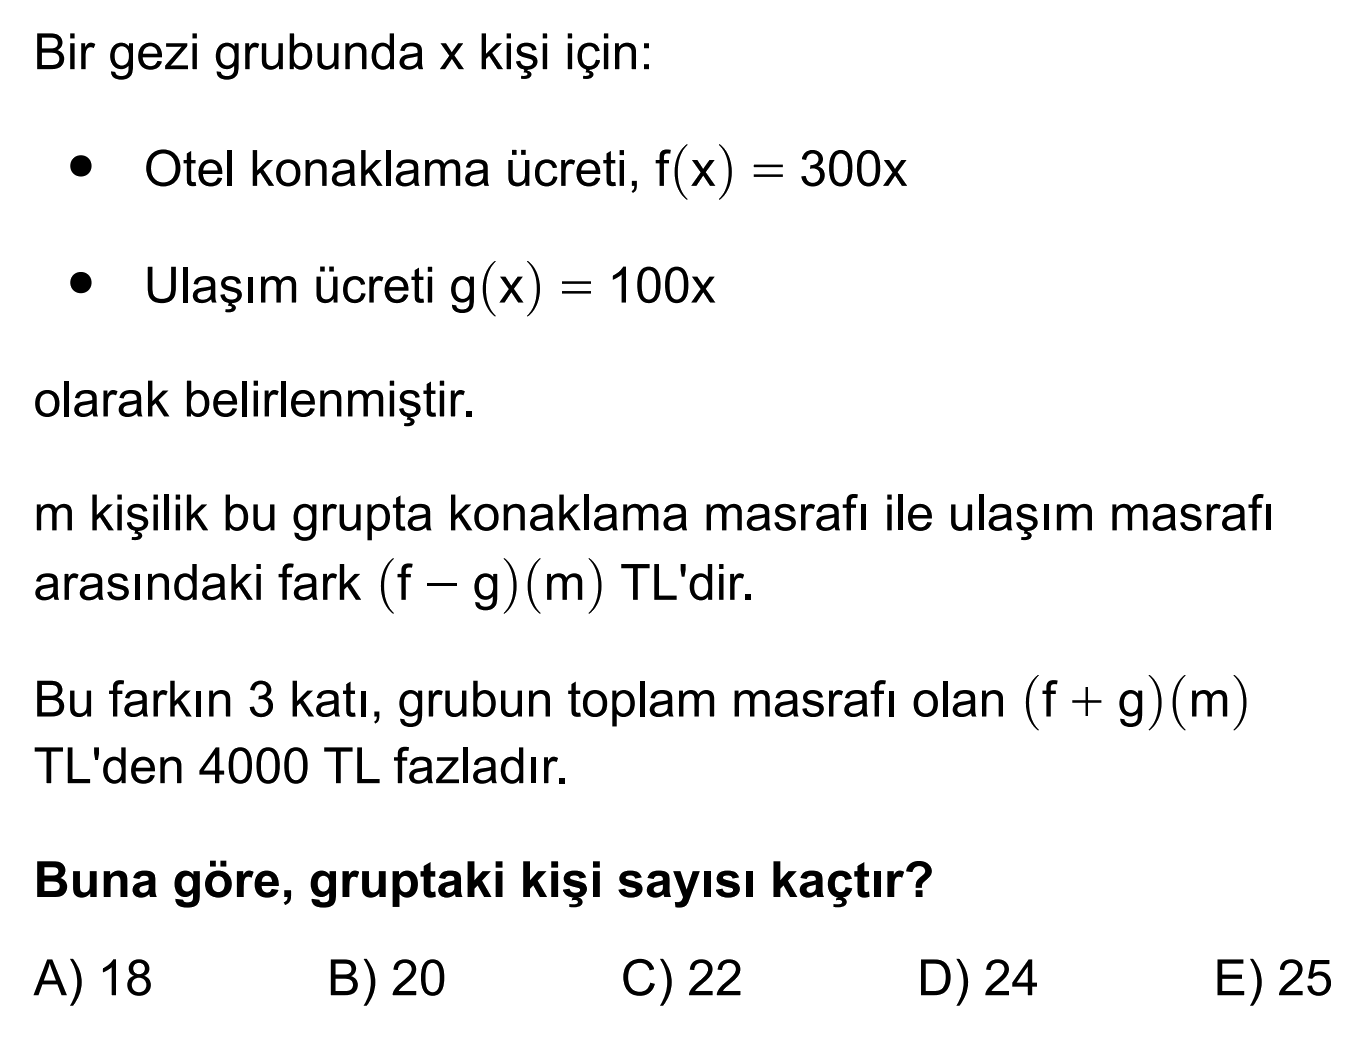 Bir gezi grubunda x kişi için:
• Otel konaklama ücreti, f(x) = 300x
• Ulaşım ücreti g(x) = 100x
olarak belirlenmiştir.
m kişilik bu grupta konaklama masrafı ile ulaşım masrafı
arasındaki fark (f − g)(m) TL'dir.
Bu farkın 3 katı, grubun toplam masrafı olan (f + g)(m)
TL'den 4000 TL fazladır.
Buna göre, gruptaki kişi sayısı kaçtır?
A) 18 B) 20 C) 22 D) 24 E) 25